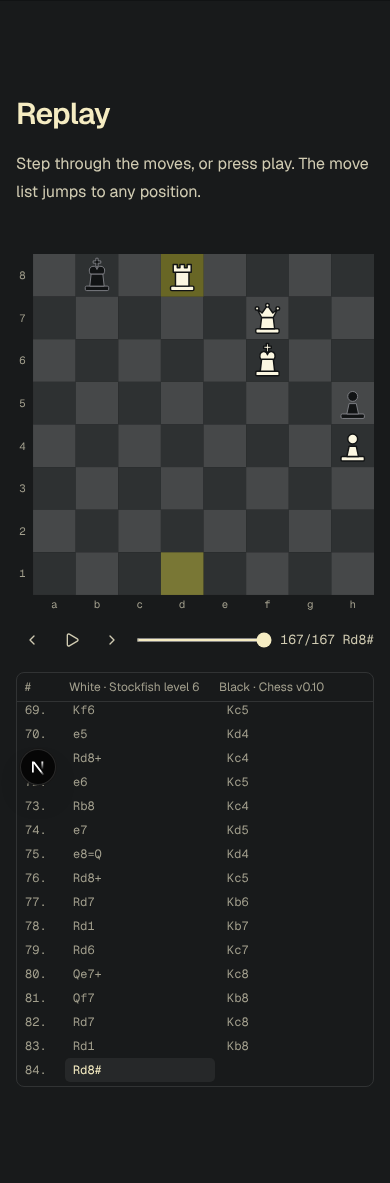 Replay
Step through the moves, or press play. The move
list jumps to any position.
8
7
6
5
4
3
2
1
a b c d e f g h
167/167 Rd8#
# White · Stockfish level 6 Black · Chess v0.10
69. Kf6 Kc5
70. e5 Kd4
Rd8+ Kc4
e6 Kc5
73. Rb8 Kc4
74. e7 Kd5
75. e8=Q Kd4
76. Rd8+ Kc5
77. Rd7 Kb6
78. Rd1 Kb7
79. Rd6 Kc7
80. Qe7+ Kc8
81. Qf7 Kb8
82. Rd7 Kc8
83. Rd1 Kb8
84. Rd8#
N